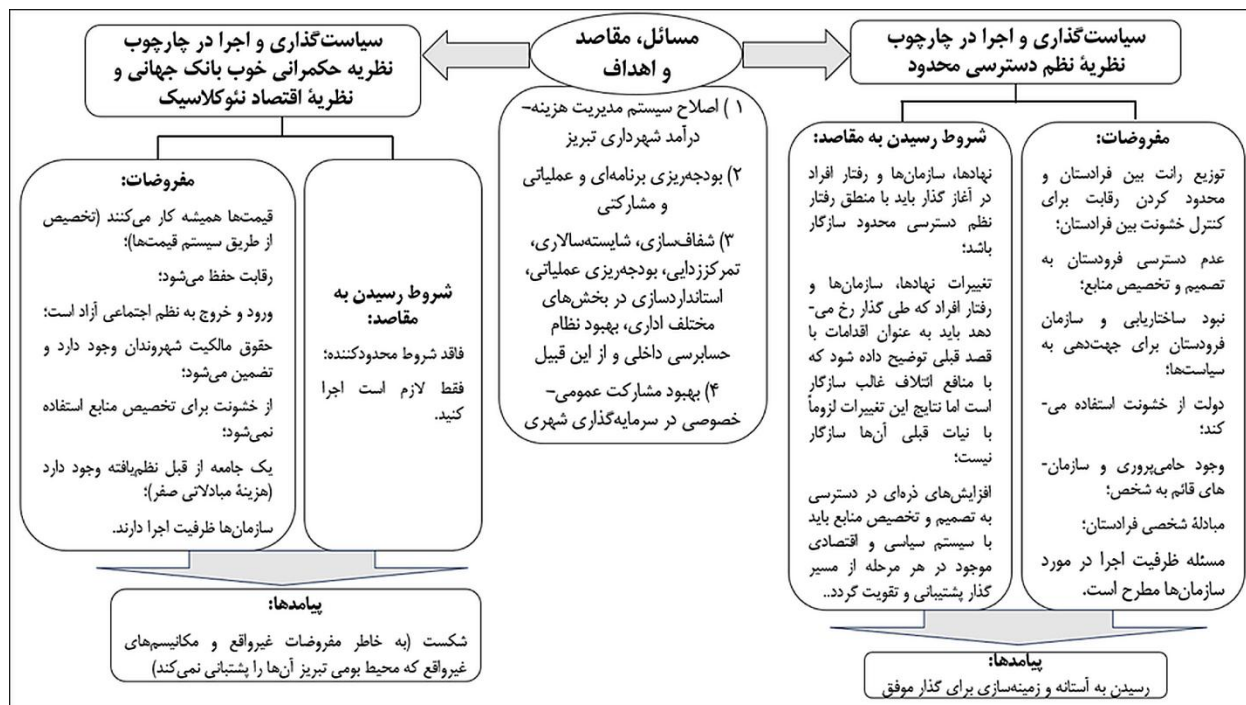 مسائل، مقاصد
و اهداف
۱) اصلاح سیستم مدیریت هزینه–
درآمد شهرداری تبریز
۲) بودجه‌ریزی برنامه‌ای و عملیاتی
و مشارکتی
۳) شفاف‌سازی، شایسته‌سالاری،
تمرکززدایی، بودجه‌ریزی عملیاتی،
استانداردسازی در بخش‌های
مختلف اداری، بهبود نظام
حسابرسی داخلی و از این قبیل
۴) بهبود مشارکت عمومی–
خصوصی در سرمایه‌گذاری شهری
سیاست‌گذاری و اجرا در چارچوب
نظریهٔ نظم دسترسی محدود
مفروضات:
توزیع رانت بین فرادستان و
محدود کردن رقابت برای
کنترل خشونت بین فرادستان؛
عدم دسترسی فرودستان به
تصمیم و تخصیص منابع؛
نبود ساختاریابی و سازمان
فرودستان برای جهت‌دهی به
سیاست‌ها؛
دولت از خشونت استفاده می-
کند؛
وجود حامی‌پروری و سازمان-
های قائم به شخص؛
مبادلهٔ شخصی فرادستان؛
مسئله ظرفیت اجرا در مورد
سازمان‌ها مطرح است.
شروط رسیدن به مقاصد:
نهادها، سازمان‌ها و رفتار افراد
در آغاز گذار باید با منطق رفتار
نظم دسترسی محدود سازگار
باشد؛
تغییرات نهادها، سازمان‌ها و
رفتار افراد که طی گذار رخ می-
دهد باید به عنوان اقدامات با
قصد قبلی توضیح داده شود که
با منافع ائتلاف غالب سازگار
است اما نتایج این تغییرات لزوماً
با نیات قبلی آن‌ها سازگار
نیست؛
افزایش‌های ذره‌ای در دسترسی
به تصمیم و تخصیص منابع باید
با سیستم سیاسی و اقتصادی
موجود در هر مرحله از مسیر
گذار پشتیبانی و تقویت گردد..
پیامدها:
رسیدن به آستانه و زمینه‌سازی برای گذار موفق
سیاست‌گذاری و اجرا در چارچوب
نظریه حکمرانی خوب بانک جهانی و
نظریهٔ اقتصاد نئوکلاسیک
شروط رسیدن به
مقاصد:
فاقد شروط محدودکننده؛
فقط لازم است اجرا
کنید.
مفروضات:
قیمت‌ها همیشه کار می‌کنند (تخصیص
از طریق سیستم قیمت‌ها)؛
رقابت حفظ می‌شود؛
ورود و خروج به نظم اجتماعی آزاد است؛
حقوق مالکیت شهروندان وجود دارد و
تضمین می‌شود؛
از خشونت برای تخصیص منابع استفاده
نمی‌شود؛
یک جامعه از قبل نظم‌یافته وجود دارد
(هزینهٔ مبادلاتی صفر)؛
سازمان‌ها ظرفیت اجرا دارند.
پیامدها:
شکست (به خاطر مفروضات غیرواقع و مکانیسم‌های
غیرواقع که محیط بومی تبریز آن‌ها را پشتبانی نمی‌کند)